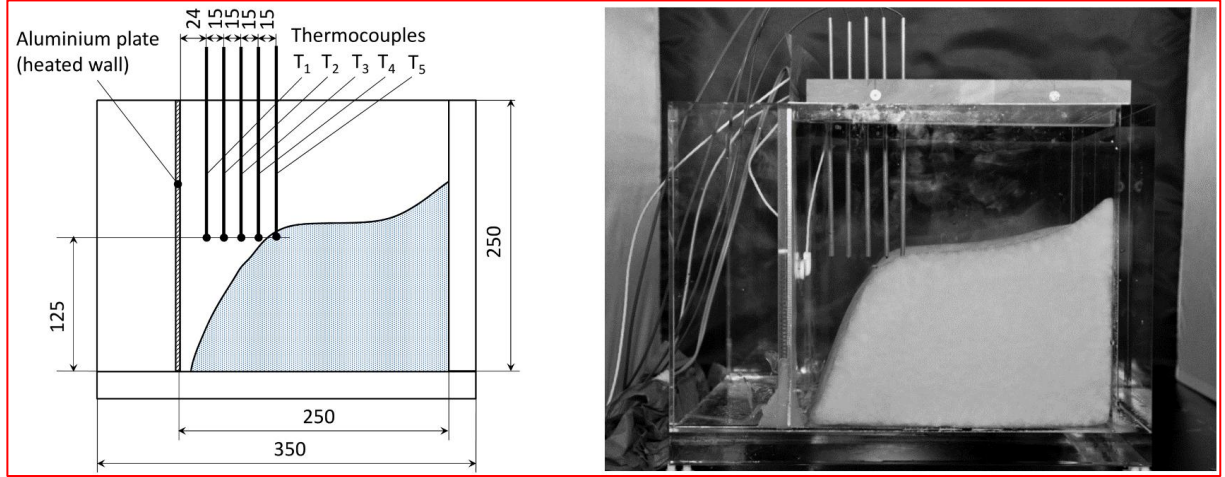 24
15
15
15
15
Aluminium plate
(heated wall)
Thermocouples
T1 T2 T3 T4 T5
250
125
250
350